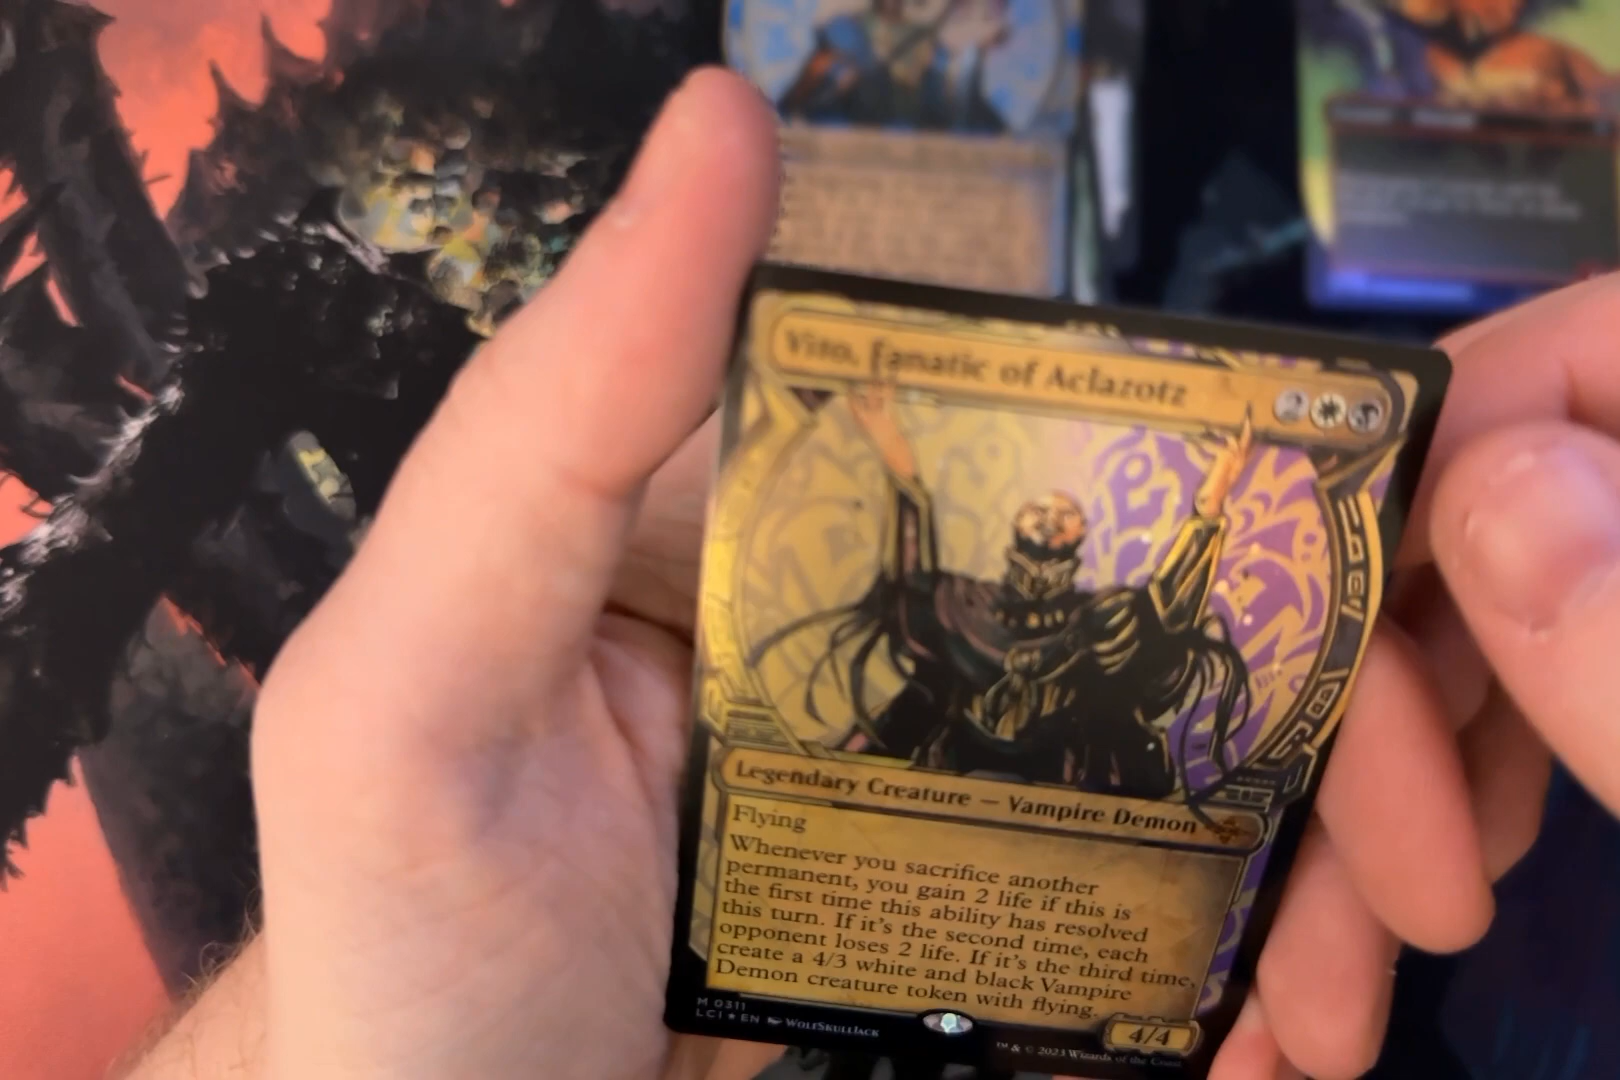 Vito, Fanatic of Aclazotz
2
Legendary Creature — Vampire Demon
Flying
Whenever you sacrifice another
permanent, you gain 2 life if this is
the first time this ability has resolved
this turn. If it's the second time, each
opponent loses 2 life. If it's the third time,
create a 4/3 white and black Vampire
Demon creature token with flying.
4/4
M 0311
LCI ★ EN WolfSkullJack
™ & © 2023 Wizards of the Coast